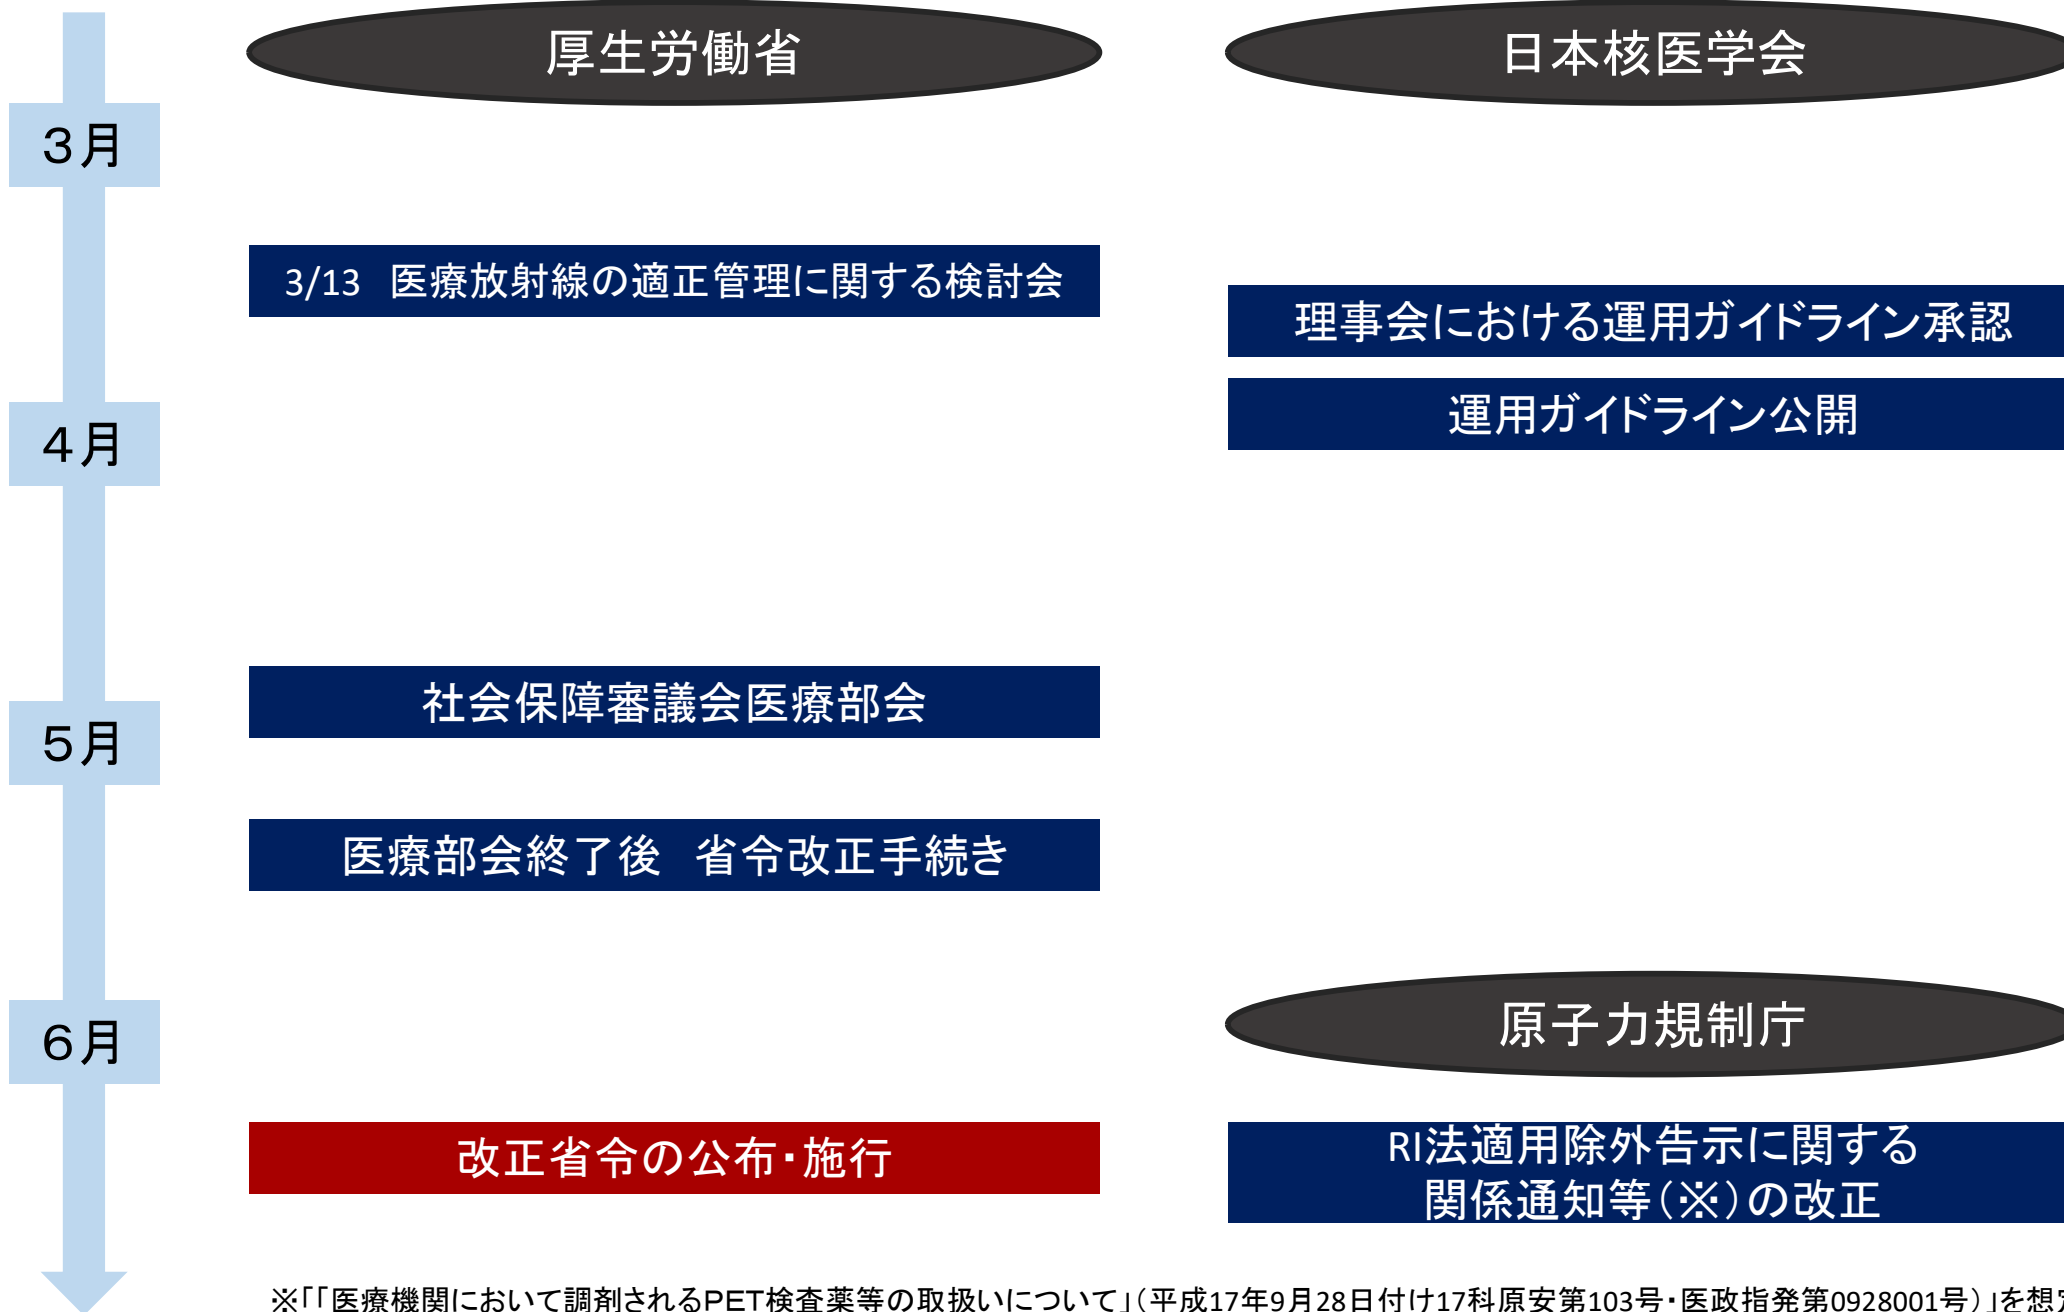 厚生労働省
日本核医学会
3月
3/13　医療放射線の適正管理に関する検討会
理事会における運用ガイドライン承認
運用ガイドライン公開
4月
社会保障審議会医療部会
5月
医療部会終了後　省令改正手続き
6月
原子力規制庁
改正省令の公布・施行
RI法適用除外告示に関する
関係通知等（※）の改正
※「「医療機関において調剤されるPET検査薬等の取扱いについて」（平成17年9月28日付け17科原安第103号・医政指発第0928001号）」を想